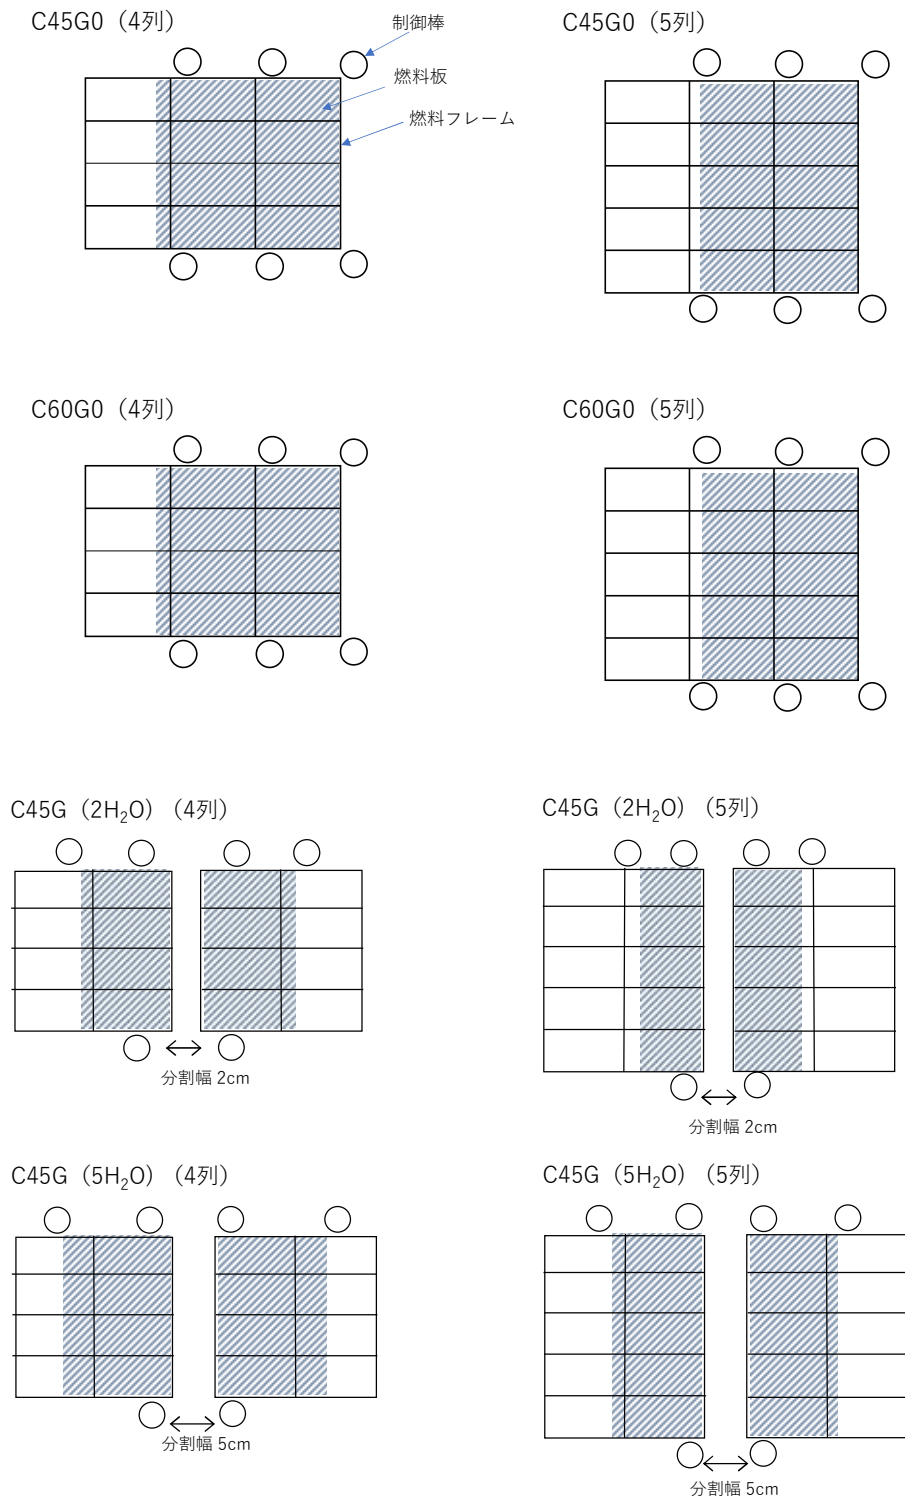 C45G0（4列）
制御棒
燃料板
燃料フレーム
C45G0（5列）
C60G0（4列）
C60G0（5列）
C45G（2H₂O）（4列）
分割幅 2cm
C45G（2H₂O）（5列）
分割幅 2cm
C45G（5H₂O）（4列）
分割幅 5cm
C45G（5H₂O）（5列）
分割幅 5cm